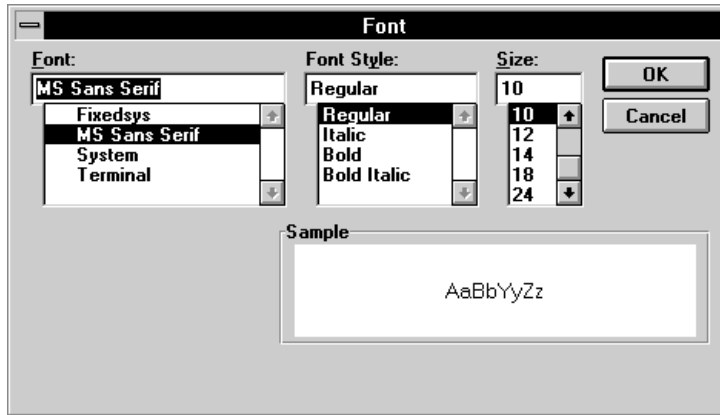 Font
Font: Font Style: Size:
MS Sans Serif Regular 10 OK
Fixedsys Regular 10 Cancel
MS Sans Serif Italic 12
System Bold 14
Terminal Bold Italic 18
24
Sample
AaBbYyZz